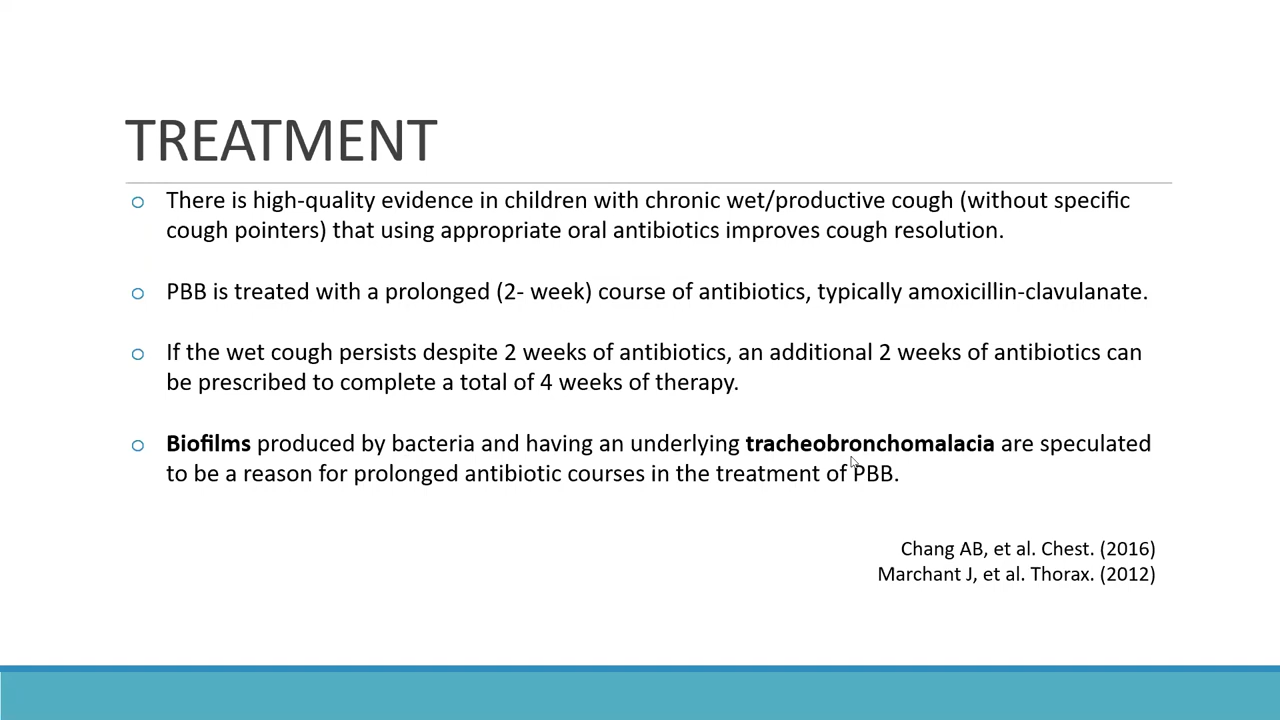 TREATMENT
There is high-quality evidence in children with chronic wet/productive cough (without specific
cough pointers) that using appropriate oral antibiotics improves cough resolution.
PBB is treated with a prolonged (2- week) course of antibiotics, typically amoxicillin-clavulanate.
If the wet cough persists despite 2 weeks of antibiotics, an additional 2 weeks of antibiotics can
be prescribed to complete a total of 4 weeks of therapy.
Biofilms produced by bacteria and having an underlying tracheobronchomalacia are speculated
to be a reason for prolonged antibiotic courses in the treatment of PBB.
Chang AB, et al. Chest. (2016)
Marchant J, et al. Thorax. (2012)